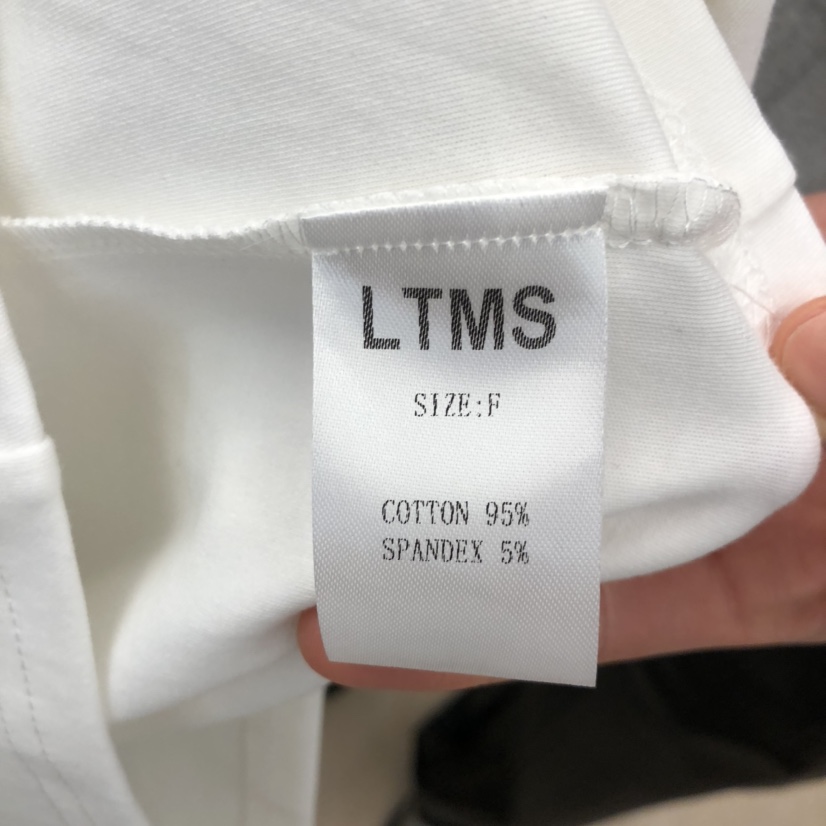 LTMS
SIZE:F
COTTON 95%
SPANDEX 5%